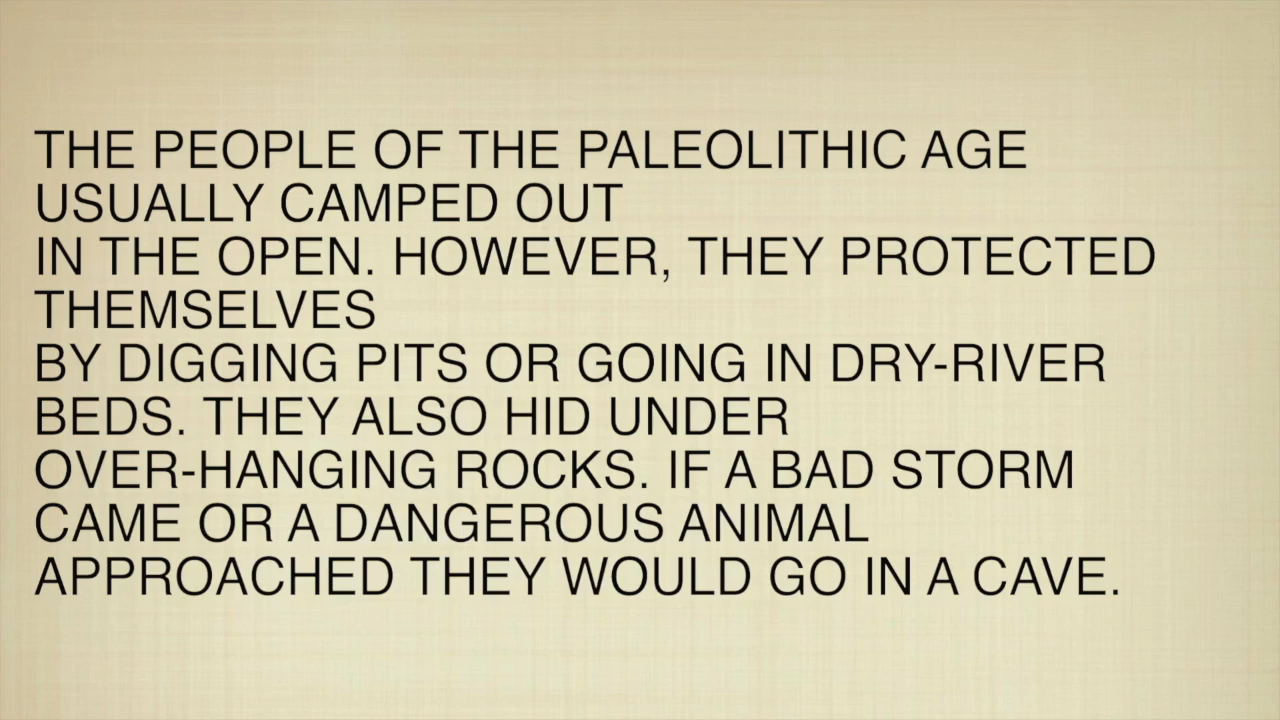 THE PEOPLE OF THE PALEOLITHIC AGE
USUALLY CAMPED OUT
IN THE OPEN. HOWEVER, THEY PROTECTED
THEMSELVES
BY DIGGING PITS OR GOING IN DRY-RIVER
BEDS. THEY ALSO HID UNDER
OVER-HANGING ROCKS. IF A BAD STORM
CAME OR A DANGEROUS ANIMAL
APPROACHED THEY WOULD GO IN A CAVE.